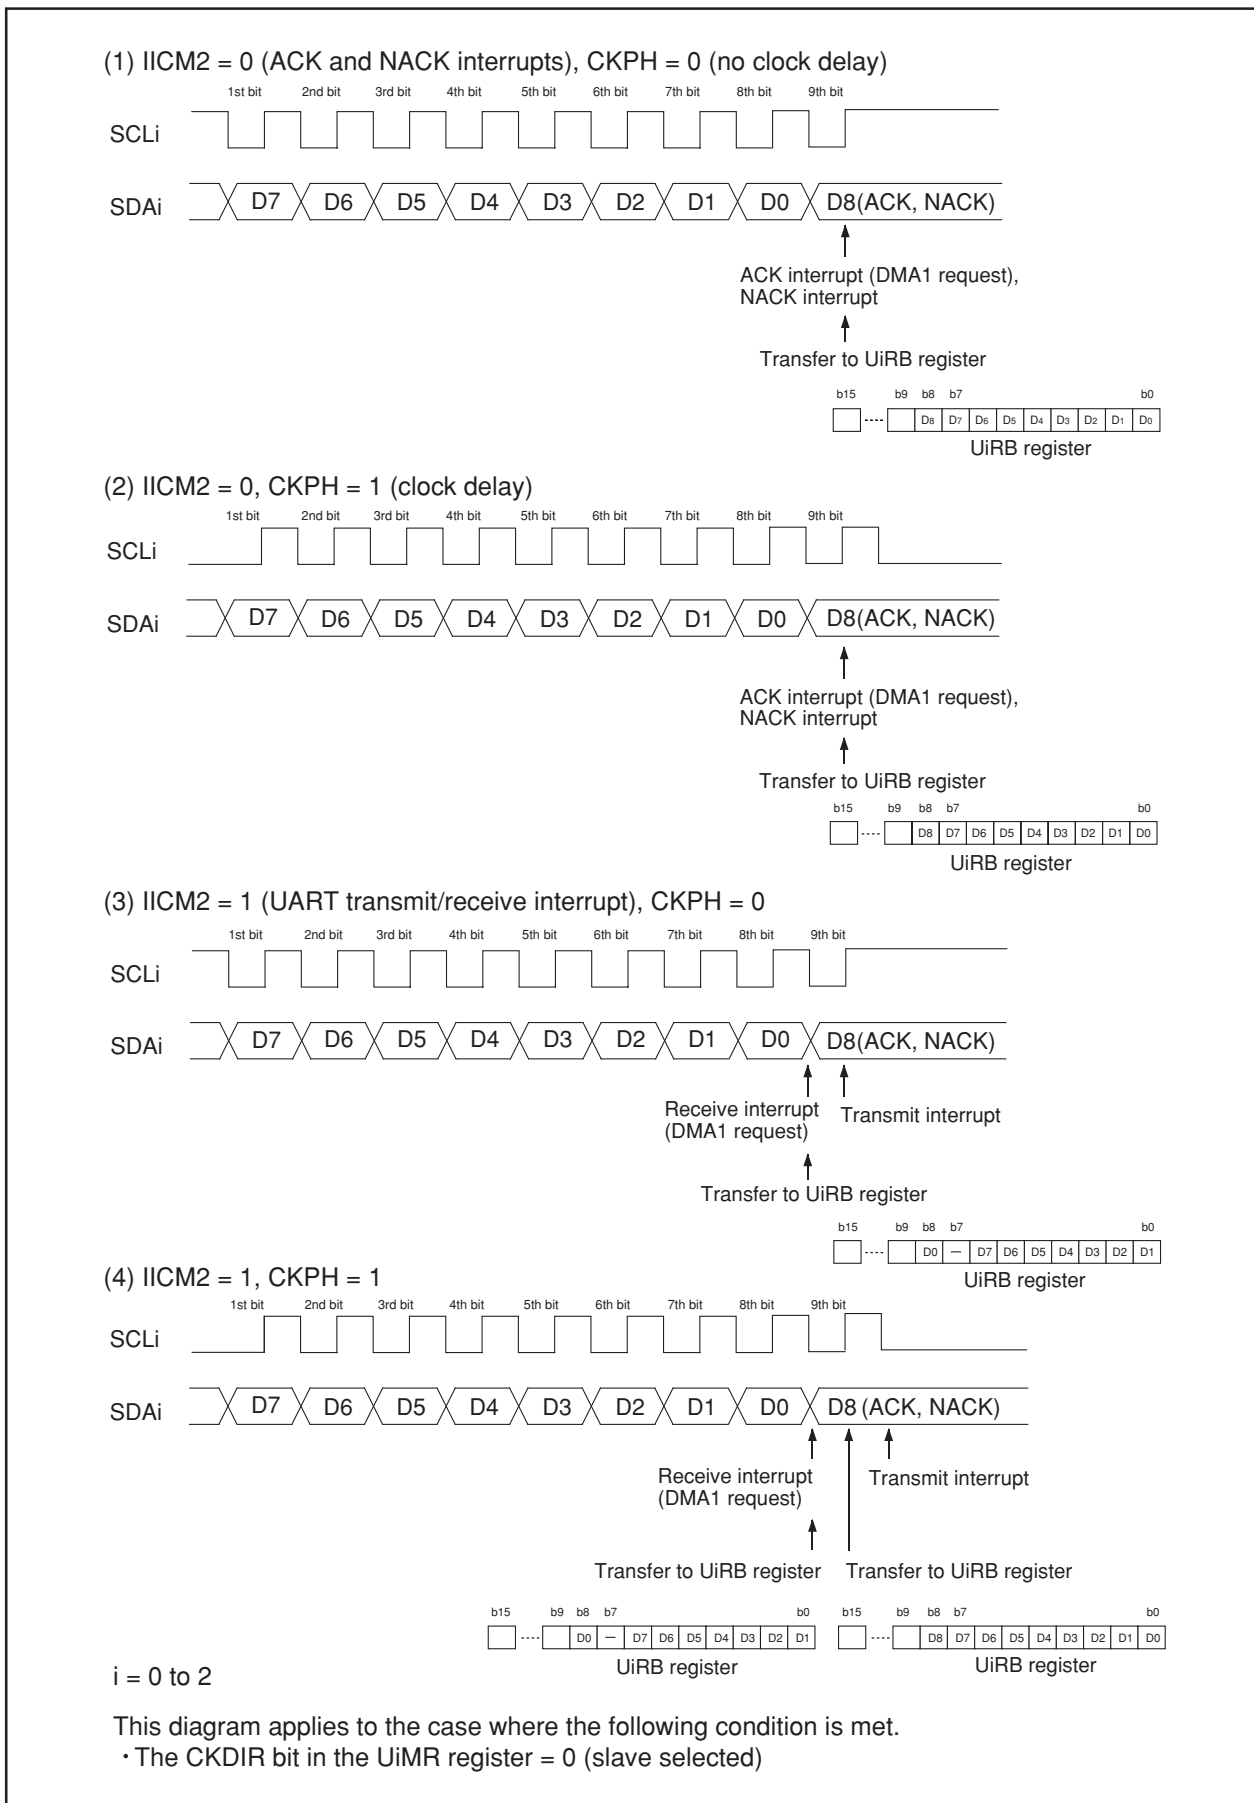 (1) IICM2 = 0 (ACK and NACK interrupts), CKPH = 0 (no clock delay)
1st bit 2nd bit 3rd bit 4th bit 5th bit 6th bit 7th bit 8th bit 9th bit
SCLi
SDAi D7 D6 D5 D4 D3 D2 D1 D0 D8(ACK, NACK)
ACK interrupt (DMA1 request),
NACK interrupt
Transfer to UiRB register
b15 b9 b8 b7 b0
D8 D7 D6 D5 D4 D3 D2 D1 D0
UiRB register
(2) IICM2 = 0, CKPH = 1 (clock delay)
1st bit 2nd bit 3rd bit 4th bit 5th bit 6th bit 7th bit 8th bit 9th bit
SCLi
SDAi D7 D6 D5 D4 D3 D2 D1 D0 D8(ACK, NACK)
ACK interrupt (DMA1 request),
NACK interrupt
Transfer to UiRB register
b15 b9 b8 b7 b0
D8 D7 D6 D5 D4 D3 D2 D1 D0
UiRB register
(3) IICM2 = 1 (UART transmit/receive interrupt), CKPH = 0
1st bit 2nd bit 3rd bit 4th bit 5th bit 6th bit 7th bit 8th bit 9th bit
SCLi
SDAi D7 D6 D5 D4 D3 D2 D1 D0 D8(ACK, NACK)
Receive interrupt Transmit interrupt
(DMA1 request)
Transfer to UiRB register
b15 b9 b8 b7 b0
D0 — D7 D6 D5 D4 D3 D2 D1
UiRB register
(4) IICM2 = 1, CKPH = 1
1st bit 2nd bit 3rd bit 4th bit 5th bit 6th bit 7th bit 8th bit 9th bit
SCLi
SDAi D7 D6 D5 D4 D3 D2 D1 D0 D8 (ACK, NACK)
Receive interrupt Transmit interrupt
(DMA1 request)
Transfer to UiRB register Transfer to UiRB register
b15 b9 b8 b7 b0 b15 b9 b8 b7 b0
D0 — D7 D6 D5 D4 D3 D2 D1 D8 D7 D6 D5 D4 D3 D2 D1 D0
UiRB register UiRB register
i = 0 to 2
This diagram applies to the case where the following condition is met.
· The CKDIR bit in the UiMR register = 0 (slave selected)